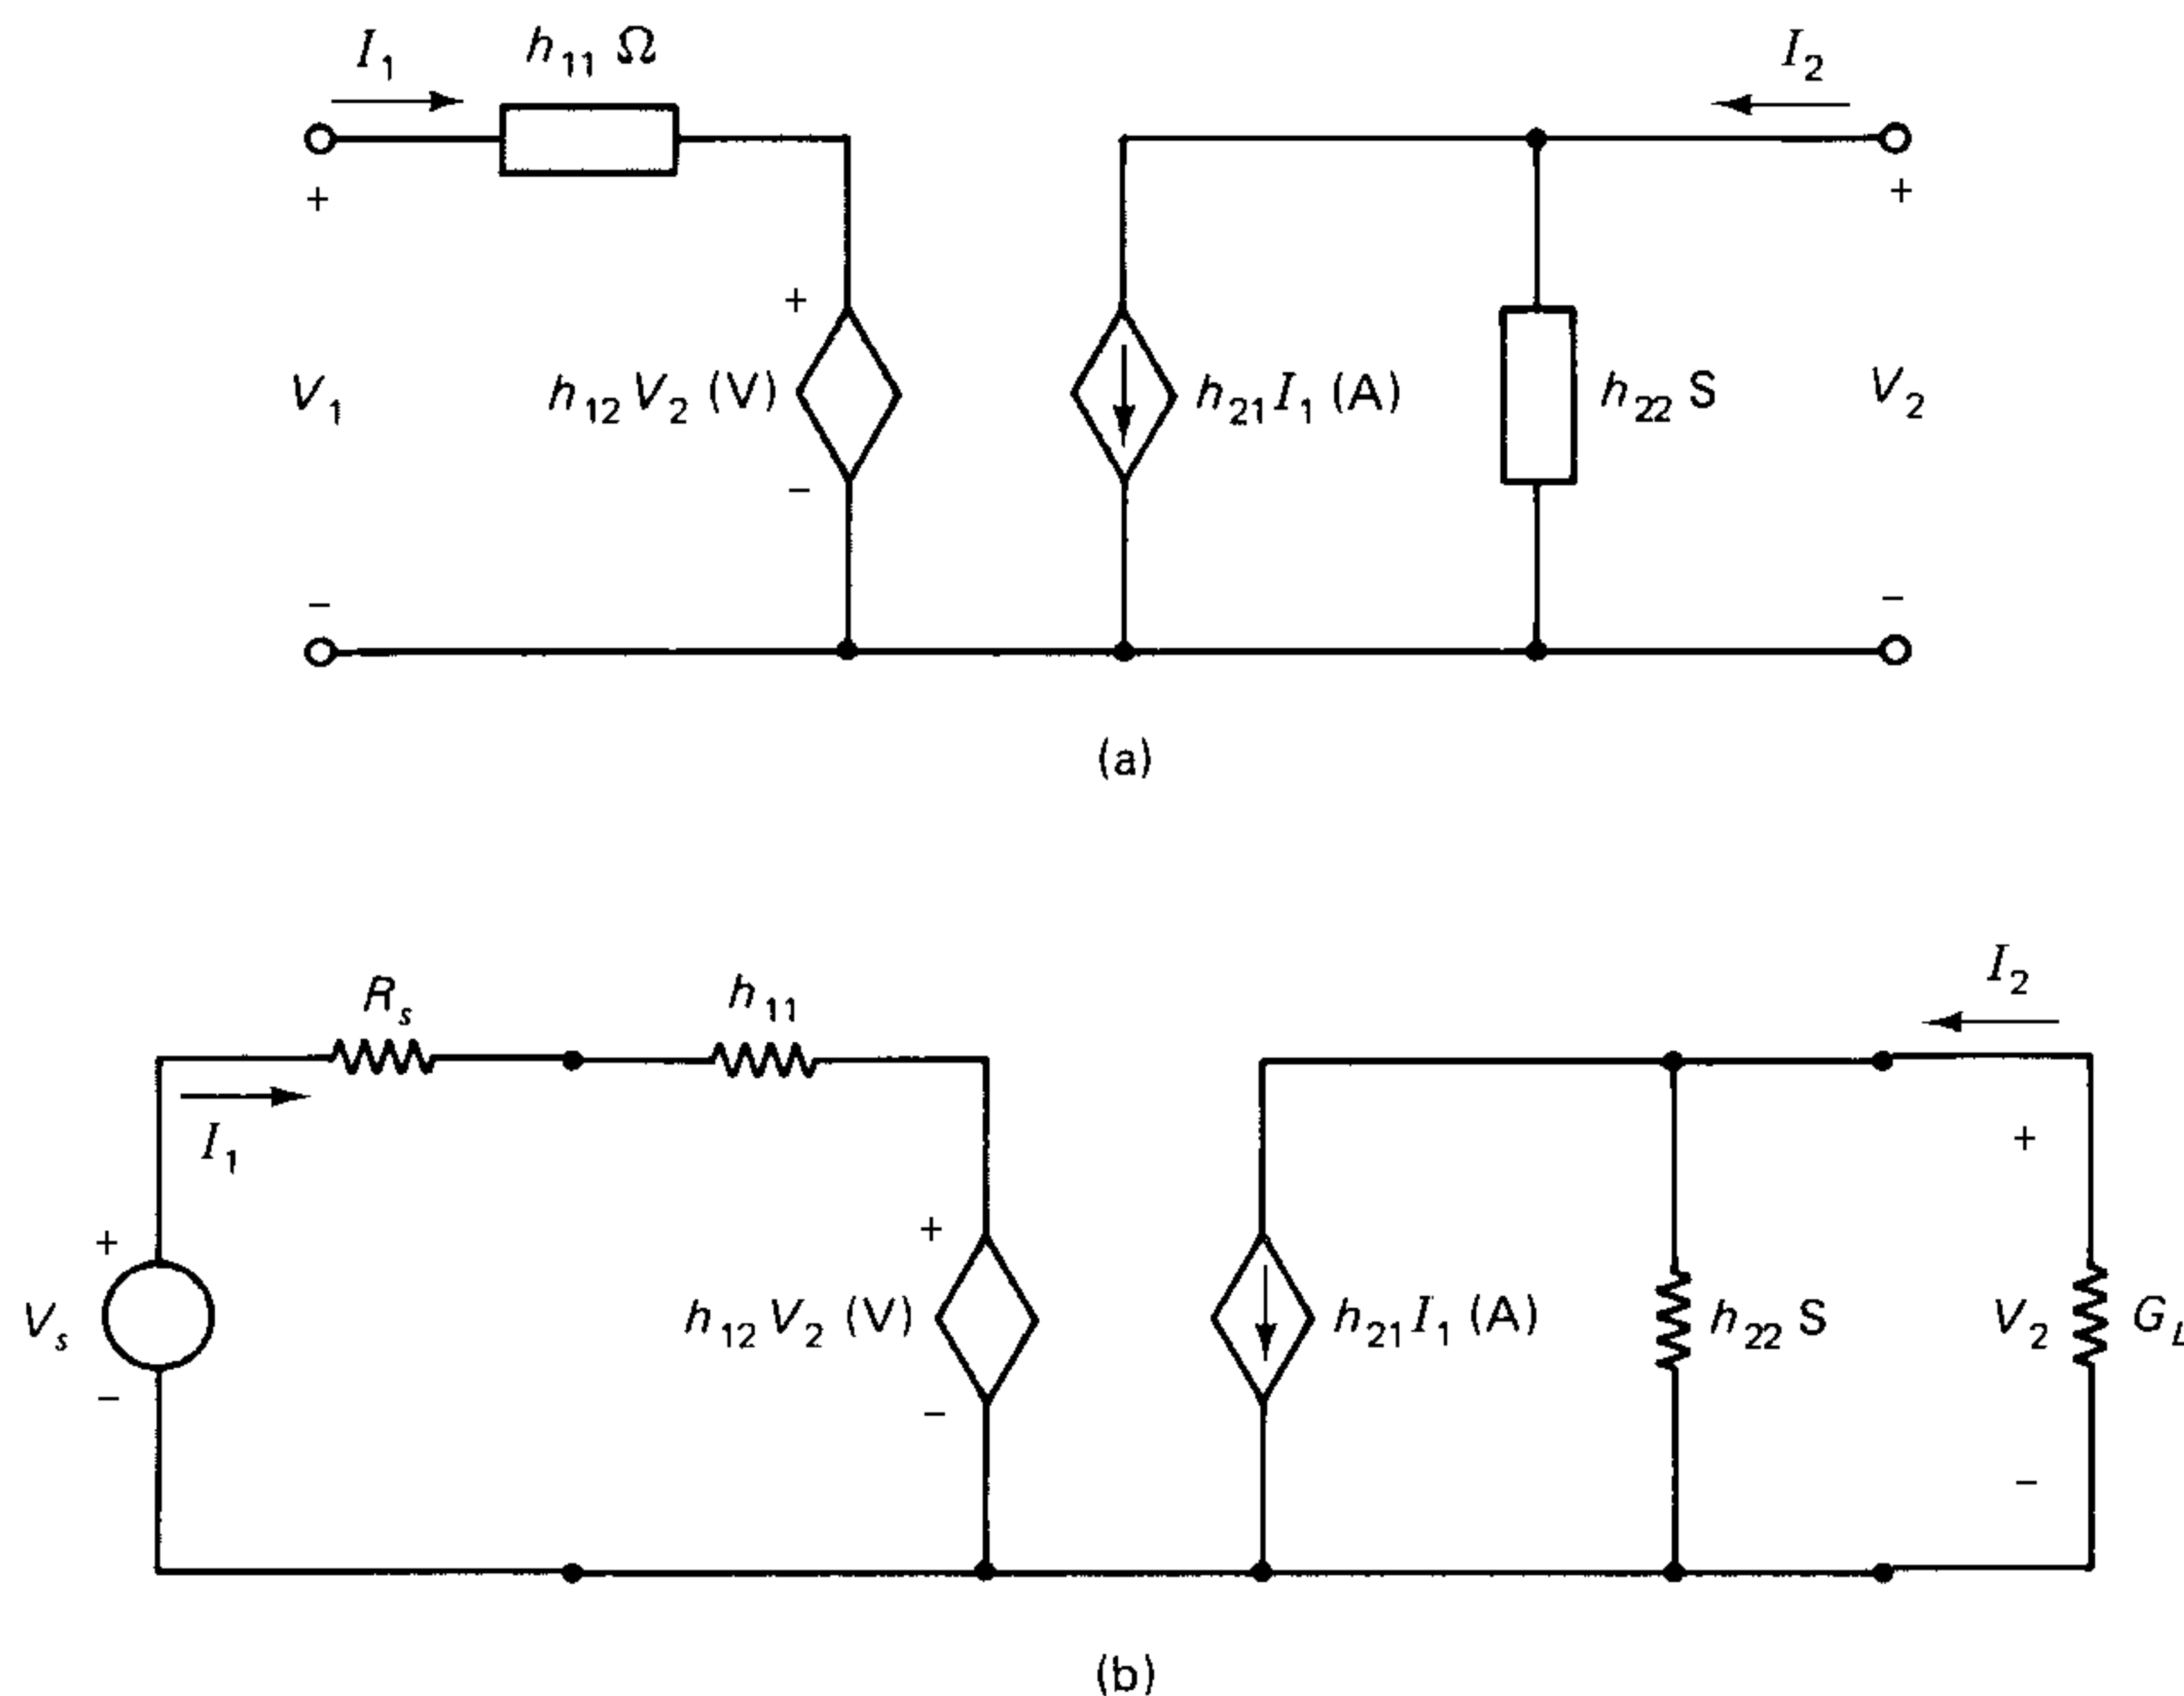 I₁ h₁₁ Ω I₂
+ +
+
V₁ h₁₂ V₂ (V) h₂₁ I₁ (A) h₂₂ S V₂
−
− −
(a)
I₂
Rₛ h₁₁
I₁ +
+ +
Vₛ h₁₂ V₂ (V) h₂₁ I₁ (A) h₂₂ S V₂ G_L
− −
−
(b)